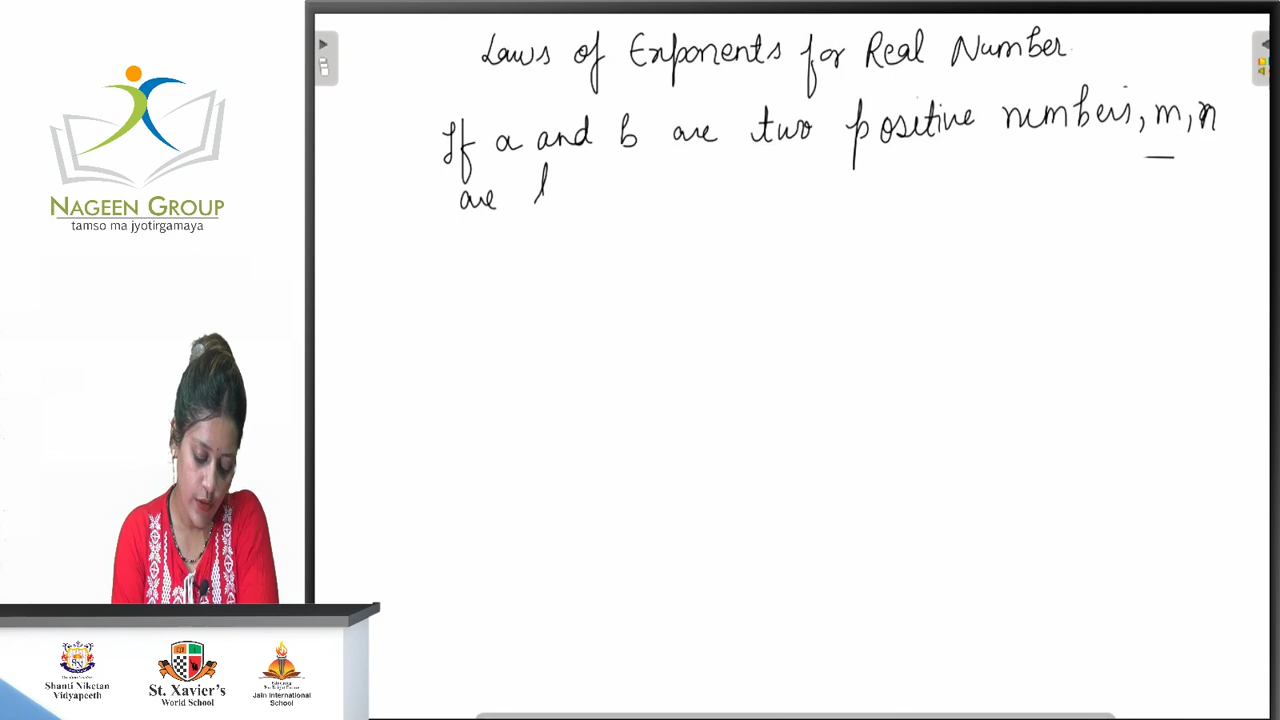 Laws of Exponents for Real Number
If a and b are two positive numbers, m, n
are
NAGEEN GROUP
tamso ma jyotirgamaya
Shanti Niketan
Vidyapeeth
St. Xavier's
World School
Jain International
School